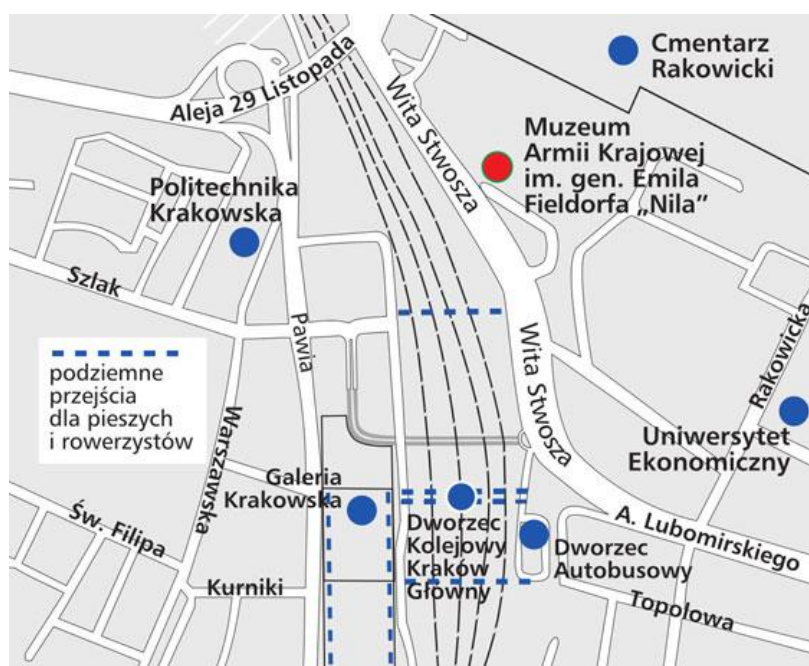 Aleja 29 Listopada
Wita Stwosza
Cmentarz
Rakowicki
Muzeum
Armii Krajowej
im. gen. Emila
Fieldorfa „Nila”
Politechnika
Krakowska
Szlak
Pawia
Wita Stwosza
Rakowicka
podziemne
przejścia
dla pieszych
i rowerzystów
Warszawska
Uniwersytet
Ekonomiczny
Galeria
Krakowska
Św. Filipa
Dworzec
Kolejowy
Kraków
Główny
A. Lubomirskiego
Dworzec
Autobusowy
Kurniki
Topolowa